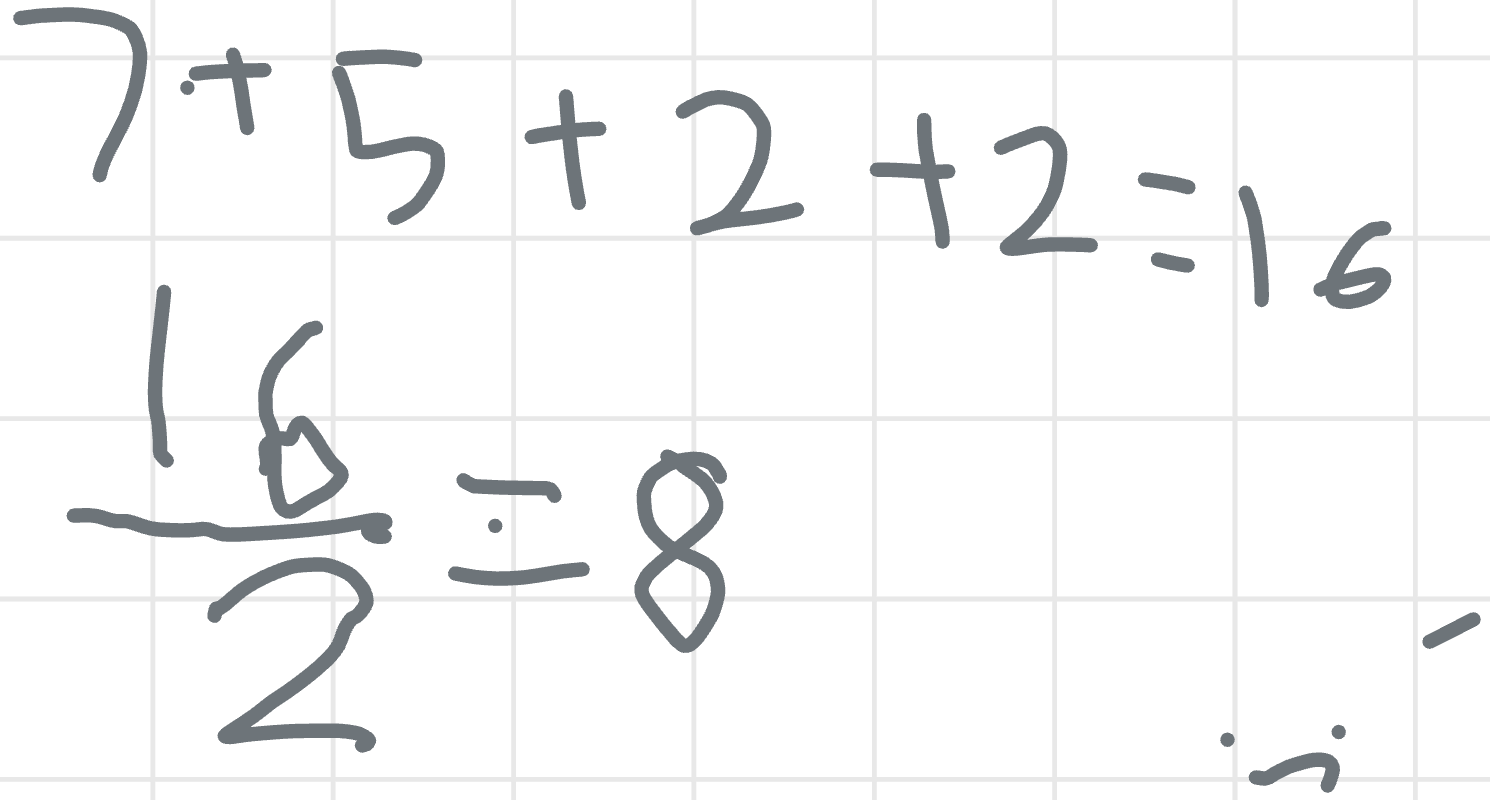 7 + 5 + 2 + 2 = 16
16
2
= 8